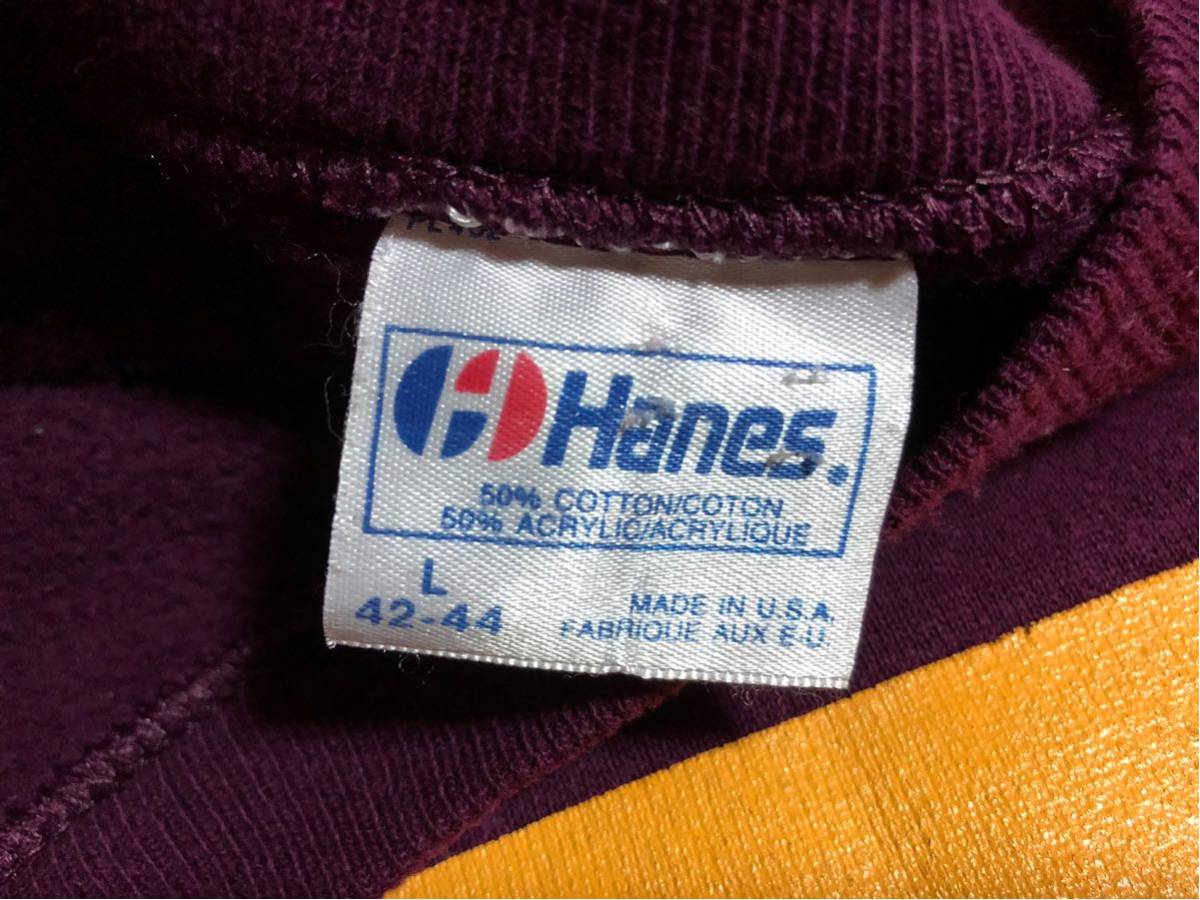 Hanes.
50% COTTON/COTON
50% ACRYLIC/ACRYLIQUE
L
42-44
MADE IN U.S.A.
FABRIQUE AUX E.U.